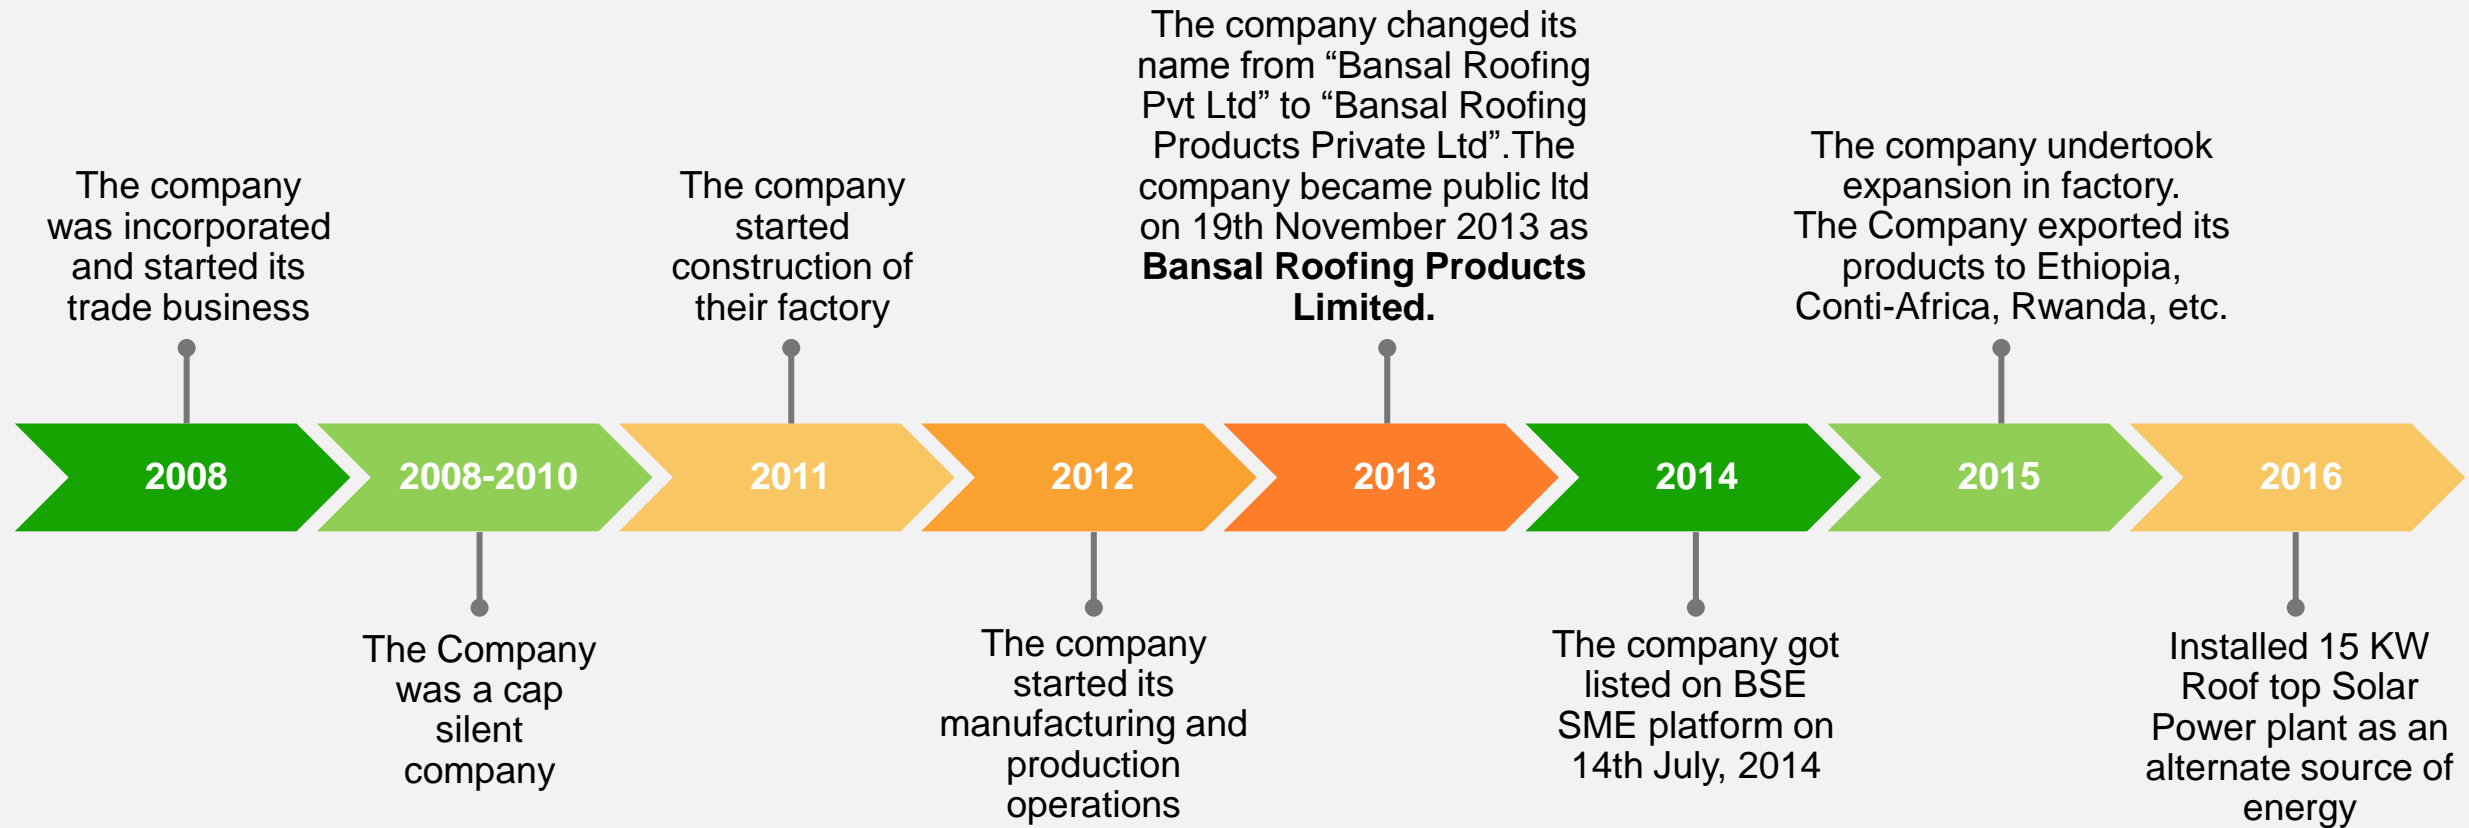 The company
was incorporated
and started its
trade business
The company
started
construction of
their factory
The company changed its
name from “Bansal Roofing
Pvt Ltd” to “Bansal Roofing
Products Private Ltd”.The
company became public ltd
on 19th November 2013 as
Bansal Roofing Products
Limited.
The company undertook
expansion in factory.
The Company exported its
products to Ethiopia,
Conti-Africa, Rwanda, etc.
2008
2008-2010
2011
2012
2013
2014
2015
2016
The Company
was a cap
silent
company
The company
started its
manufacturing and
production
operations
The company got
listed on BSE
SME platform on
14th July, 2014
Installed 15 KW
Roof top Solar
Power plant as an
alternate source of
energy